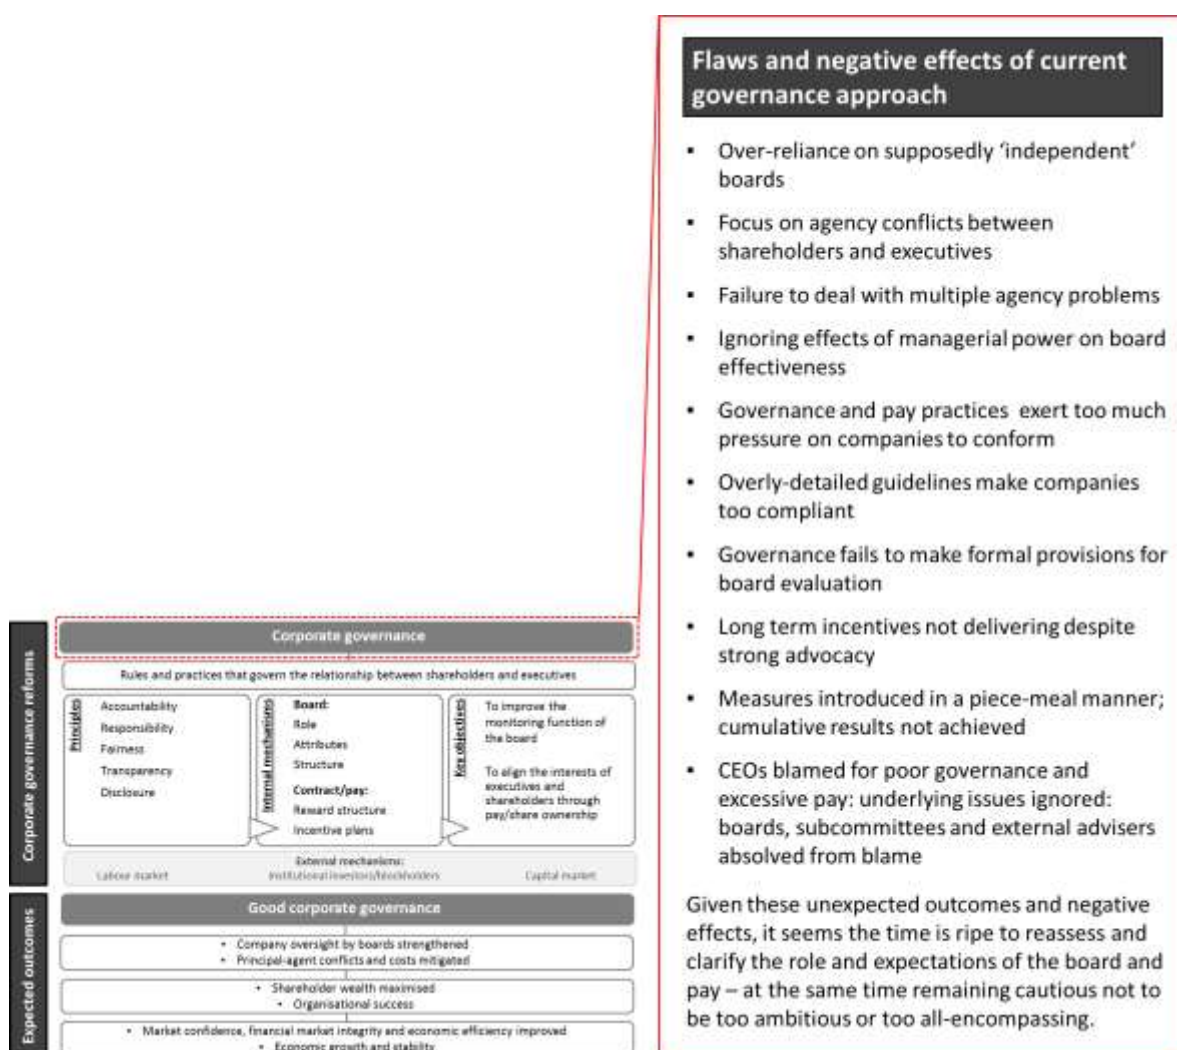 Flaws and negative effects of current
governance approach
▪ Over-reliance on supposedly ‘independent’
boards
▪ Focus on agency conflicts between
shareholders and executives
▪ Failure to deal with multiple agency problems
▪ Ignoring effects of managerial power on board
effectiveness
▪ Governance and pay practices exert too much
pressure on companies to conform
▪ Overly-detailed guidelines make companies
too compliant
▪ Governance fails to make formal provisions for
board evaluation
▪ Long term incentives not delivering despite
strong advocacy
▪ Measures introduced in a piece-meal manner;
cumulative results not achieved
▪ CEOs blamed for poor governance and
excessive pay: underlying issues ignored:
boards, subcommittees and external advisers
absolved from blame
Given these unexpected outcomes and negative
effects, it seems the time is ripe to reassess and
clarify the role and expectations of the board and
pay – at the same time remaining cautious not to
be too ambitious or too all-encompassing.
Corporate governance reforms
Corporate governance
Rules and practices that govern the relationship between shareholders and executives
Principles
Accountability
Responsibility
Fairness
Transparency
Disclosure
Internal mechanisms
Board:
Role
Attributes
Structure
Contract/pay:
Reward structure
Incentive plans
Key objectives
To improve the
monitoring function of
the board
To align the interests of
executives and
shareholders through
pay/share ownership
External mechanisms:
Labour market
Institutional investors/blockholders
Capital market
Expected outcomes
Good corporate governance
• Company oversight by boards strengthened
• Principal-agent conflicts and costs mitigated
• Shareholder wealth maximised
• Organisational success
• Market confidence, financial market integrity and economic efficiency improved
• Economic growth and stability